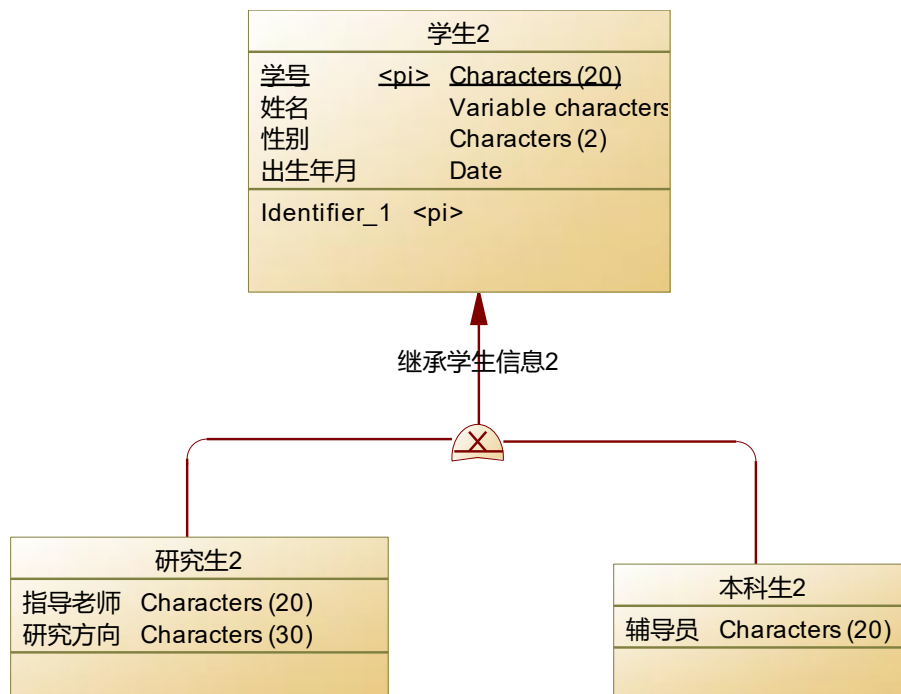 学生2
学号 <pi> Characters (20)
姓名 Variable characters
性别 Characters (2)
出生年月 Date
Identifier_1 <pi>
继承学生信息2
研究生2
指导老师 Characters (20)
研究方向 Characters (30)
本科生2
辅导员 Characters (20)